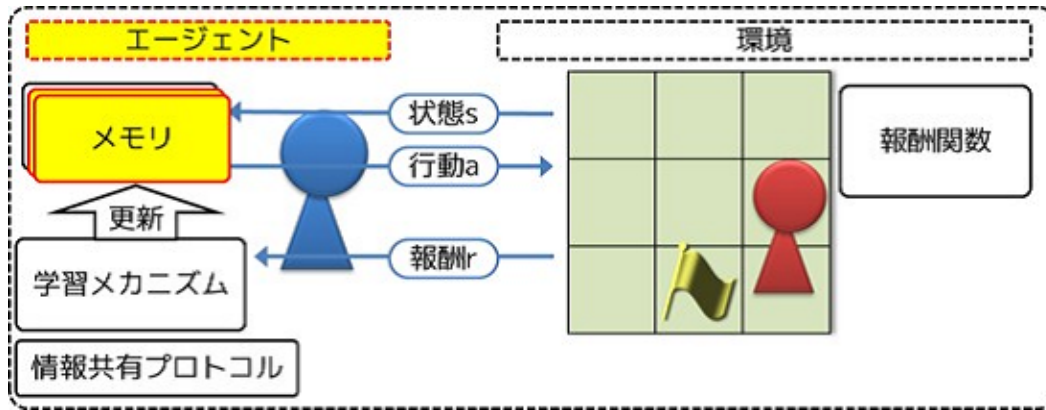 エージェント
環境
メモリ
状態s
行動a
報酬関数
更新
報酬r
学習メカニズム
情報共有プロトコル